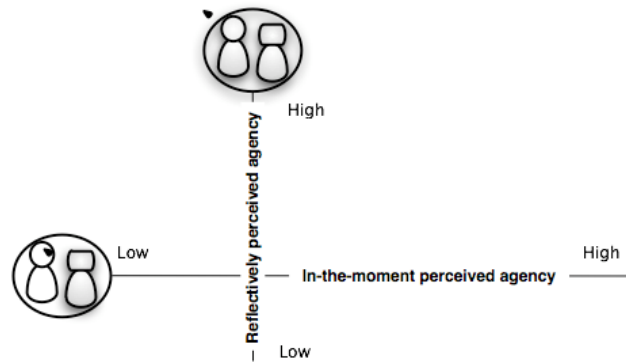 High
Reflectively perceived agency
Low
High
In-the-moment perceived agency
Low